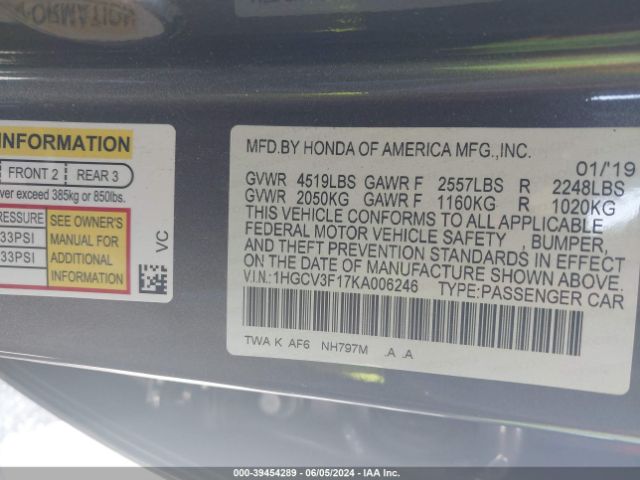 FORMATION
INFORMATION
FRONT 2 REAR 3
ver exceed 385kg or 850lbs.
PRESSURE
33PSI
33PSI
SEE OWNER'S
MANUAL FOR
ADDITIONAL
INFORMATION
VC
MFD.BY HONDA OF AMERICA MFG.,INC.
01/'19
GVWR 4519LBS GAWR F 2557LBS R 2248LBS
GVWR 2050KG GAWR F 1160KG R 1020KG
THIS VEHICLE CONFORMS TO ALL APPLICABLE
FEDERAL MOTOR VEHICLE SAFETY , BUMPER,
AND THEFT PREVENTION STANDARDS IN EFFECT
ON THE DATE OF MANUFACTURE SHOWN ABOVE.
V.I.N.:1HGCV3F17KA006246 TYPE:PASSENGER CAR
TWA K AF6 NH797M .A .A
000-39454289 - 06/05/2024 - IAA Inc.